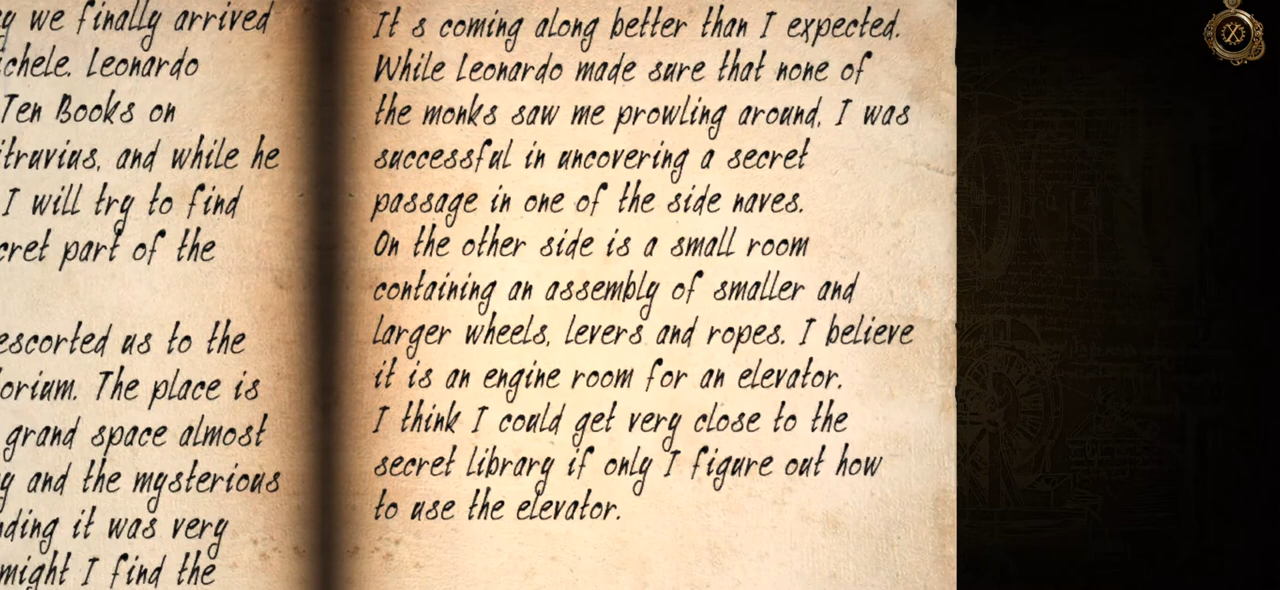 we finally arrived
Leonardo
Ten Books on
and while he
I will try to find
part of the
escorted us to the
The place is
grand space almost
and the mysterious
it was very
might I find the
It s coming along better than I expected.
While Leonardo made sure that none of
the monks saw me prowling around, I was
successful in uncovering a secret
passage in one of the side naves.
On the other side is a small room
containing an assembly of smaller and
larger wheels, levers and ropes. I believe
it is an engine room for an elevator.
I think I could get very close to the
secret library if only I figure out how
to use the elevator.